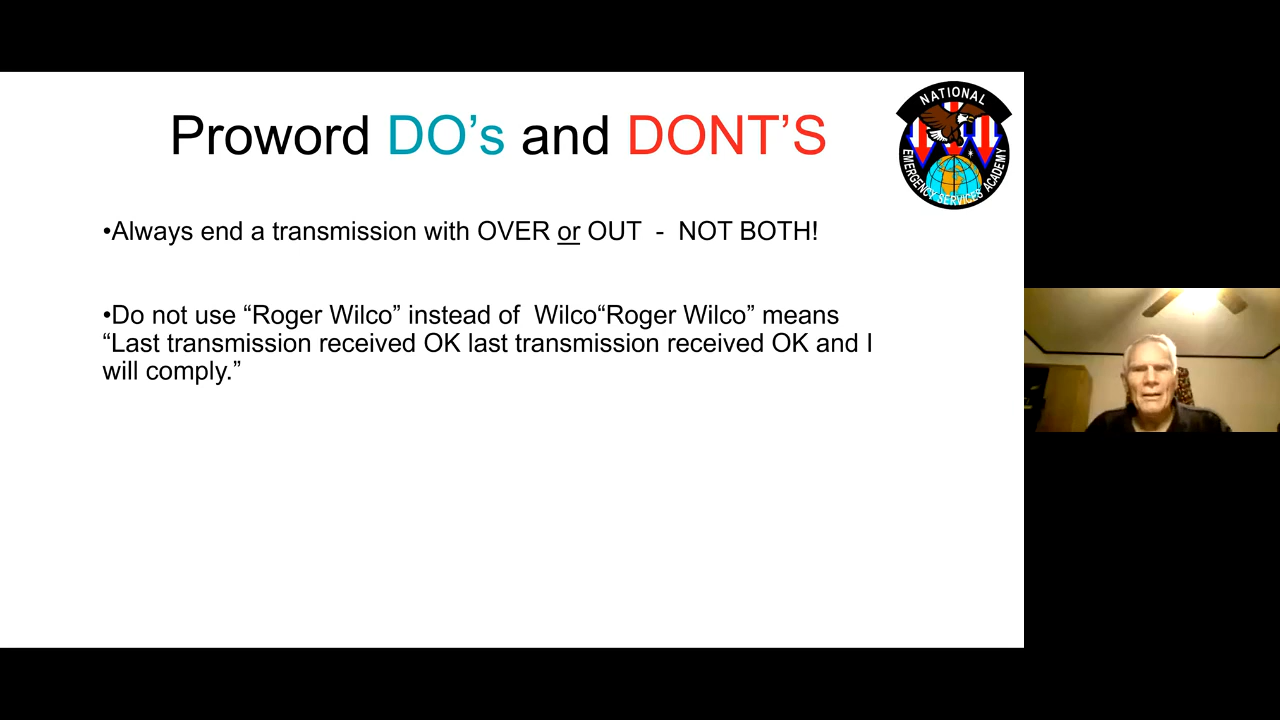 Proword DO’s and DONT’S
NATIONAL
EMERGENCY SERVICES ACADEMY
•Always end a transmission with OVER or OUT - NOT BOTH!
•Do not use “Roger Wilco” instead of Wilco“Roger Wilco” means
“Last transmission received OK last transmission received OK and I
will comply.”